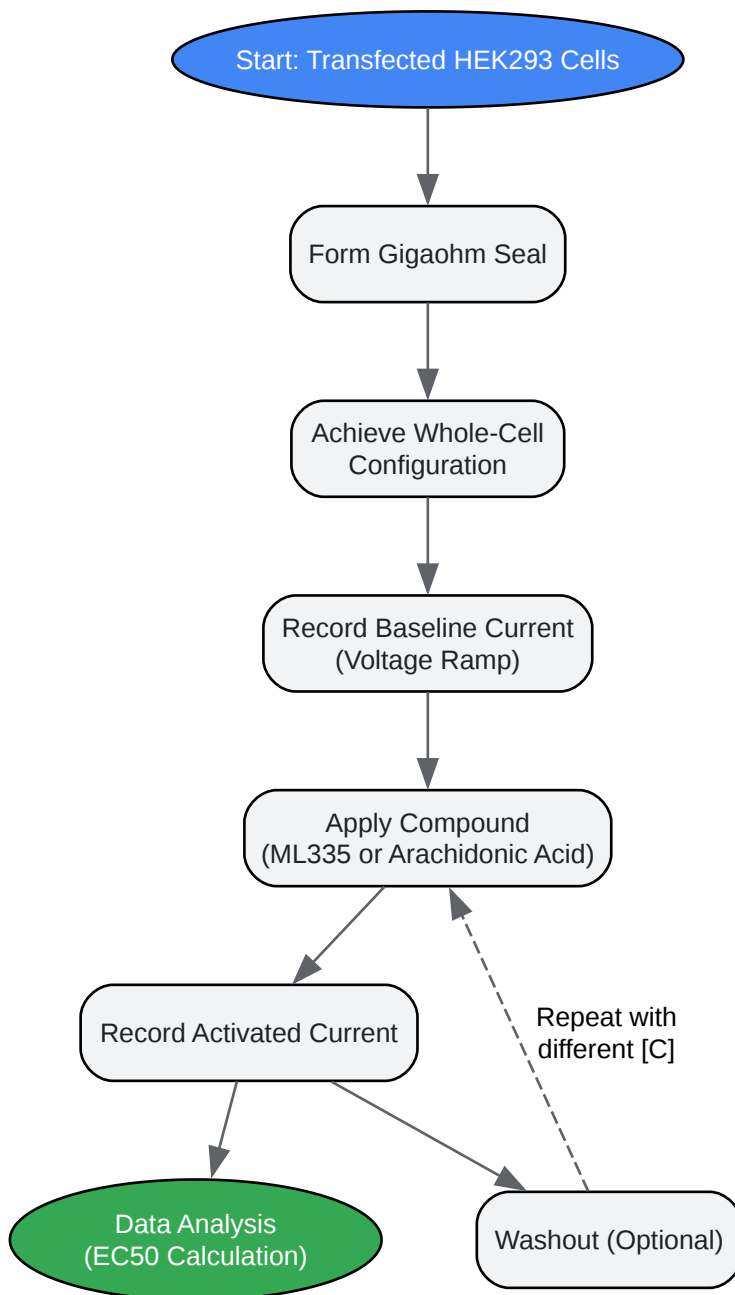 Start: Transfected HEK293 Cells
Form Gigaohm Seal
Achieve Whole-Cell
Configuration
Record Baseline Current
(Voltage Ramp)
Apply Compound
(ML335 or Arachidonic Acid)
Record Activated Current
Repeat with
different [C]
Data Analysis
(EC50 Calculation)
Washout (Optional)